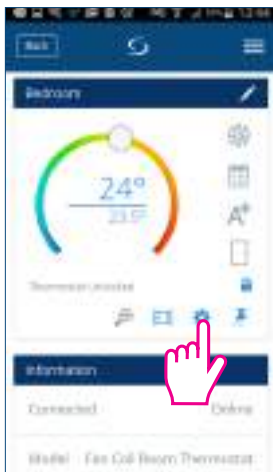 Back
Bedroom
24°
23.5°
A
Thermostat unlocked
Information
Connected Online
Model Fan Coil Room Thermostat